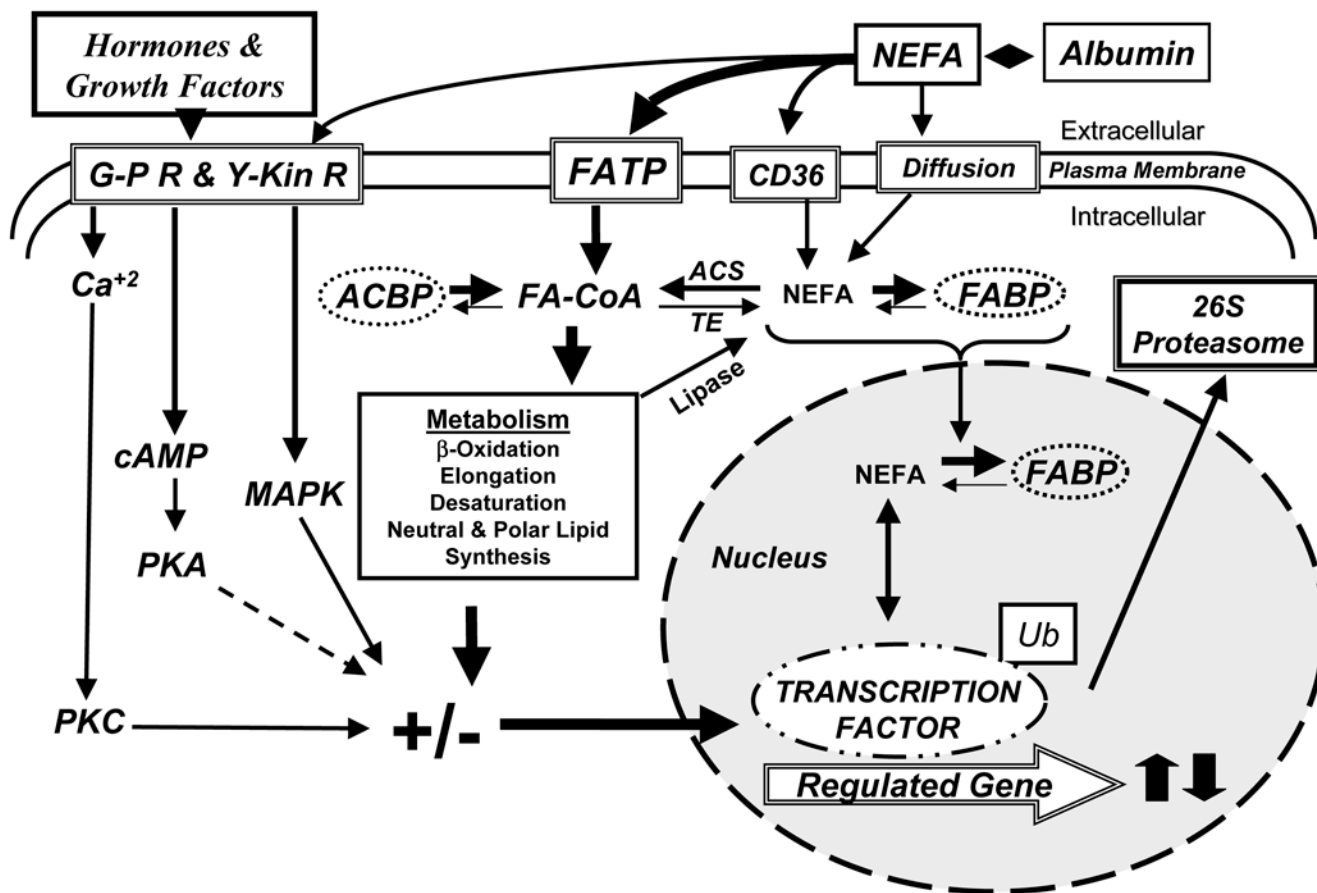 Hormones &
Growth Factors
NEFA
Albumin
Extracellular
G-P R & Y-Kin R
FATP
CD36
Diffusion
Plasma Membrane
Intracellular
Ca+2
ACBP
FA-CoA
ACS
TE
NEFA
FABP
26S
Proteasome
Lipase
Metabolism
β-Oxidation
Elongation
Desaturation
Neutral & Polar Lipid
Synthesis
cAMP
MAPK
PKA
NEFA
FABP
Nucleus
Ub
TRANSCRIPTION
FACTOR
PKC
+/-
Regulated Gene